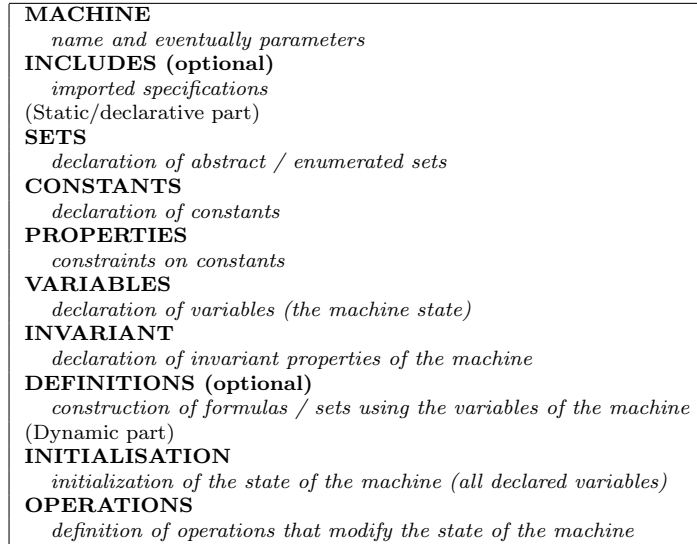 MACHINE
name and eventually parameters
INCLUDES (optional)
imported specifications
(Static/declarative part)
SETS
declaration of abstract / enumerated sets
CONSTANTS
declaration of constants
PROPERTIES
constraints on constants
VARIABLES
declaration of variables (the machine state)
INVARIANT
declaration of invariant properties of the machine
DEFINITIONS (optional)
construction of formulas / sets using the variables of the machine
(Dynamic part)
INITIALISATION
initialization of the state of the machine (all declared variables)
OPERATIONS
definition of operations that modify the state of the machine